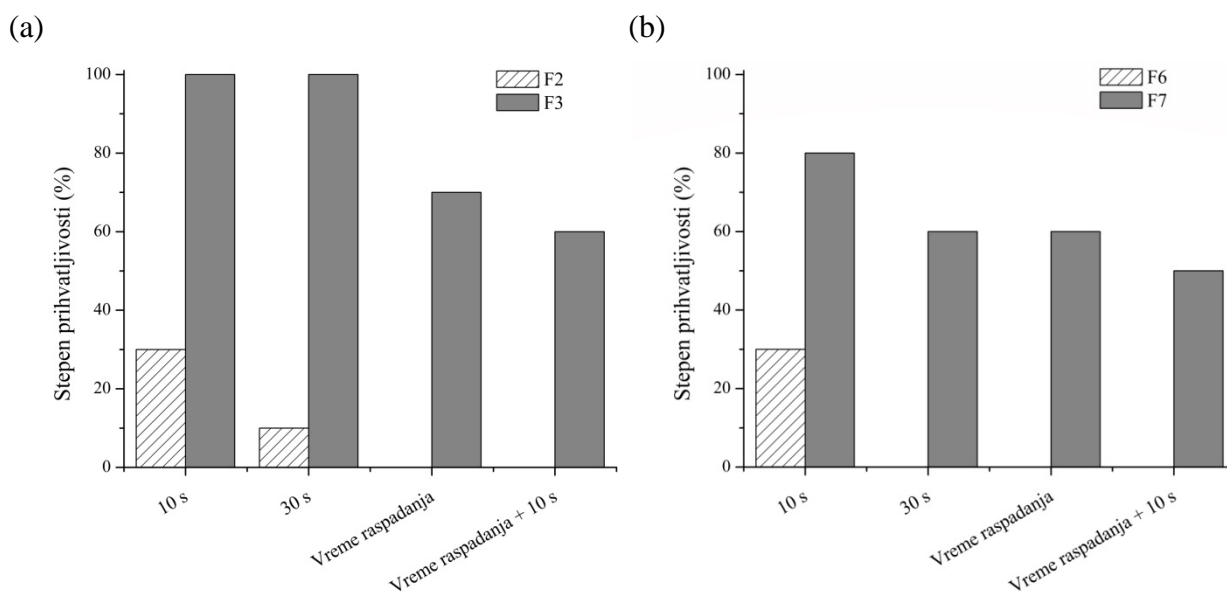 (a)
(b)
Stepen prihvatljivosti (%)
100
80
60
40
20
0
F2
F3
10 s
30 s
Vreme raspadanja
Vreme raspadanja + 10 s
Stepen prihvatljivosti (%)
100
80
60
40
20
0
F6
F7
10 s
30 s
Vreme raspadanja
Vreme raspadanja + 10 s